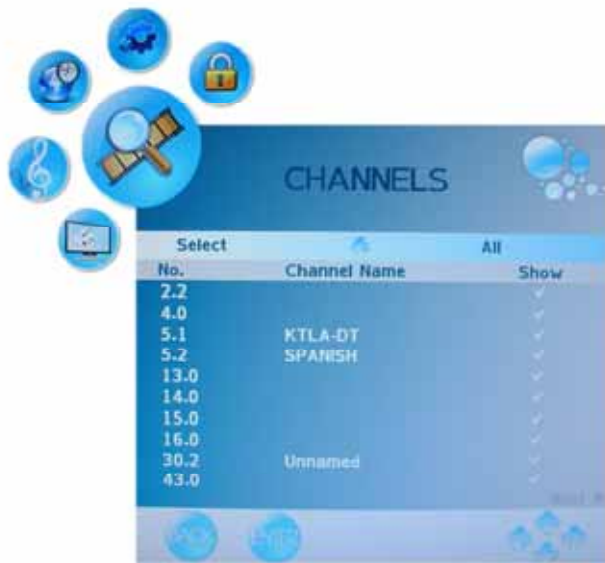 CHANNELS
Select All
No. Channel Name Show
2.2
4.0
5.1 KTLA-DT
5.2 SPANISH
13.0
14.0
15.0
16.0
30.2 Unnamed
43.0